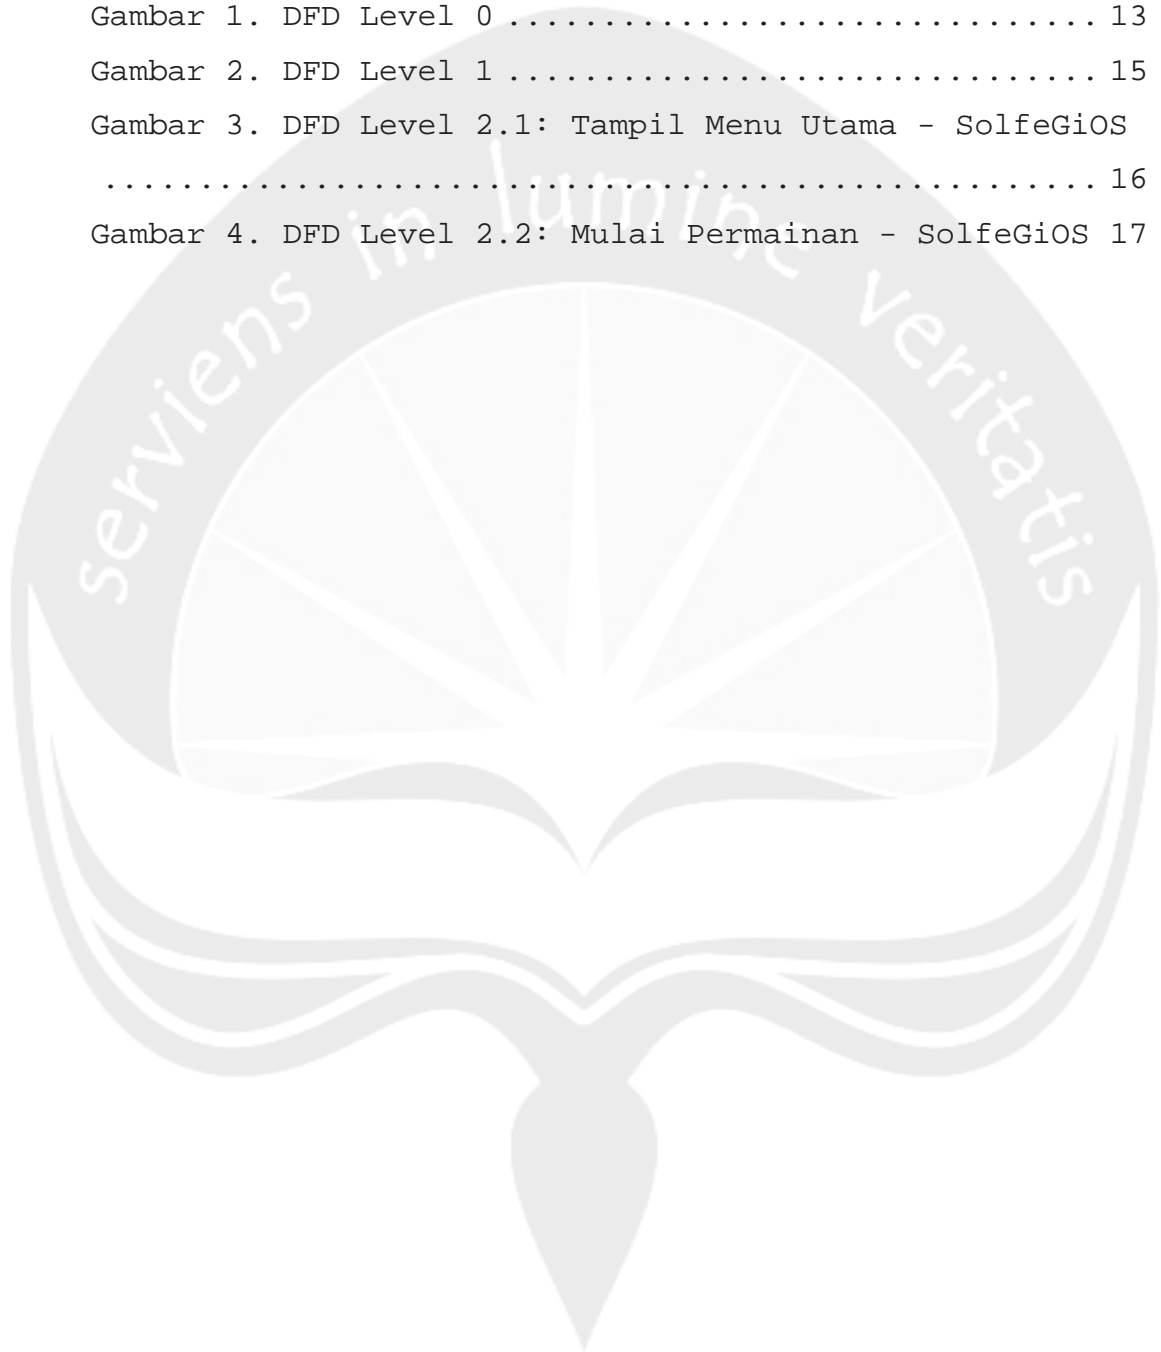 Gambar 1. DFD Level 0 ............................... 13
Gambar 2. DFD Level 1 ............................... 15
Gambar 3. DFD Level 2.1: Tampil Menu Utama - SolfeGiOS
.................................................... 16
Gambar 4. DFD Level 2.2: Mulai Permainan - SolfeGiOS 17
serviens in lumine veritatis